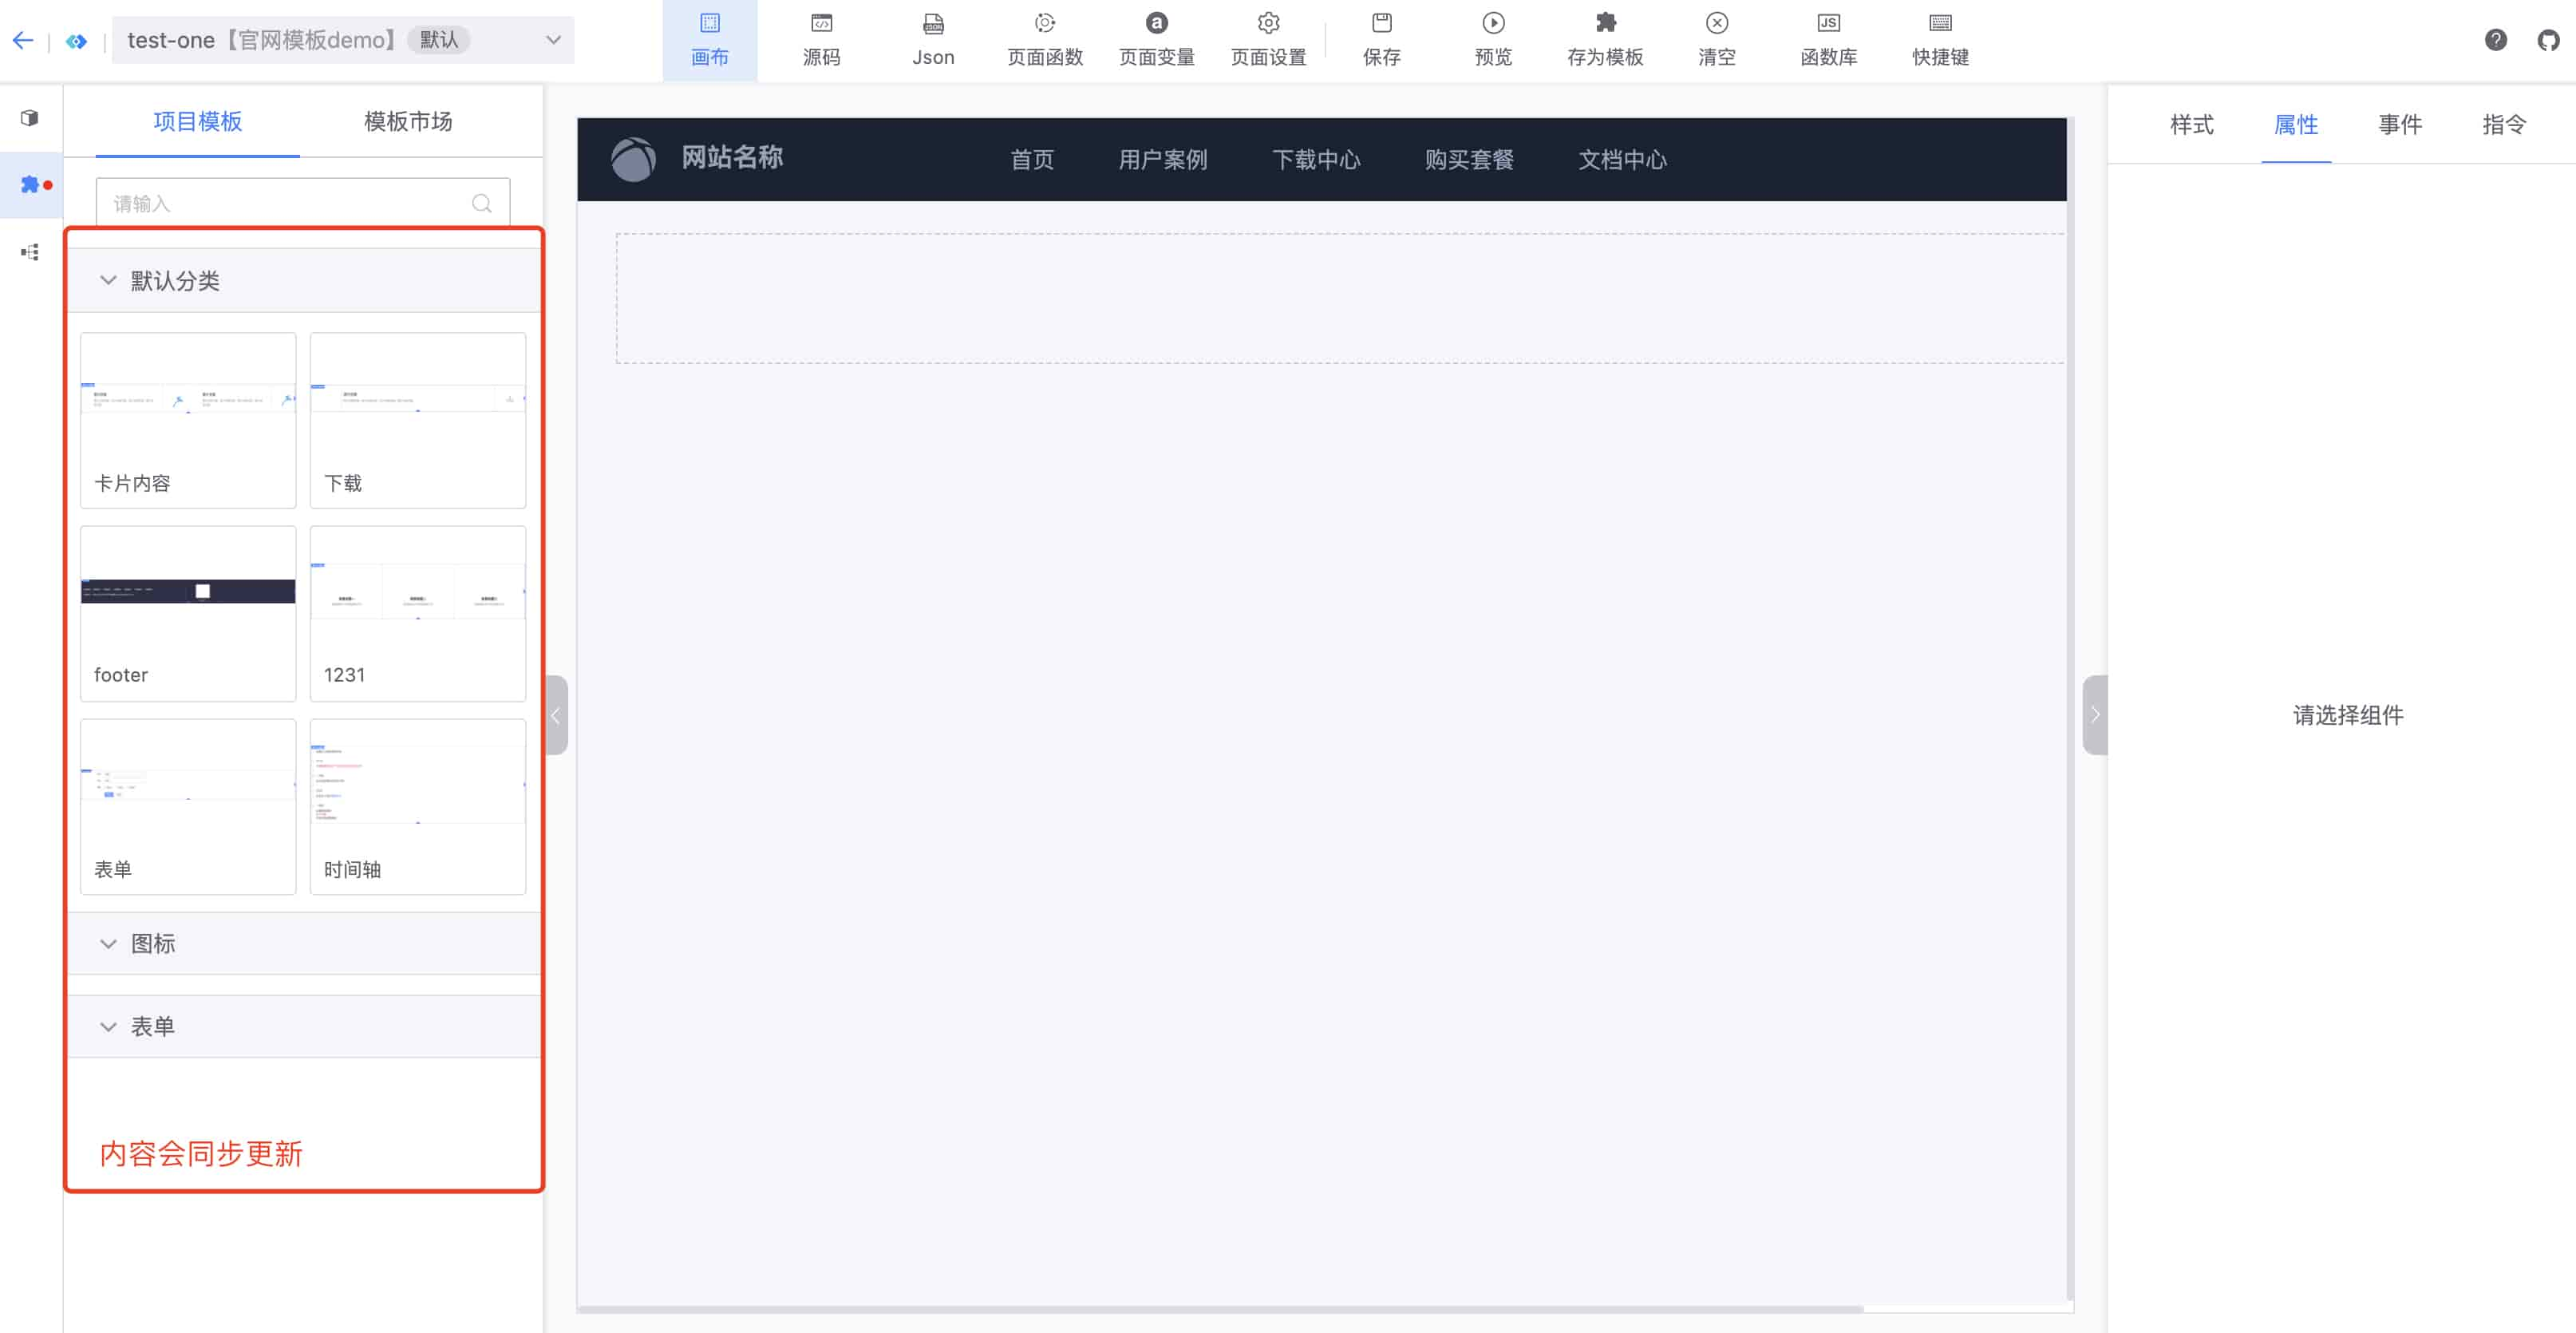 test-one【官网模板demo】 默认
画布 源码 Json 页面函数 页面变量 页面设置 保存 预览 存为模板 清空 函数库 快捷键
项目模板 模板市场
请输入
默认分类
卡片内容 下载
footer 1231
表单 时间轴
图标
表单
内容会同步更新
网站名称 首页 用户案例 下载中心 购买套餐 文档中心
样式 属性 事件 指令
请选择组件